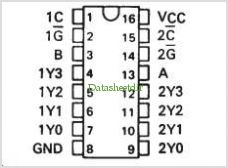 1C 1 16 VCC
1G̅ 2 15 2C̅
B 3 14 2G̅
1Y3 4 13 A
1Y2 5 12 2Y3
1Y1 6 11 2Y2
1Y0 7 10 2Y1
GND 8 9 2Y0